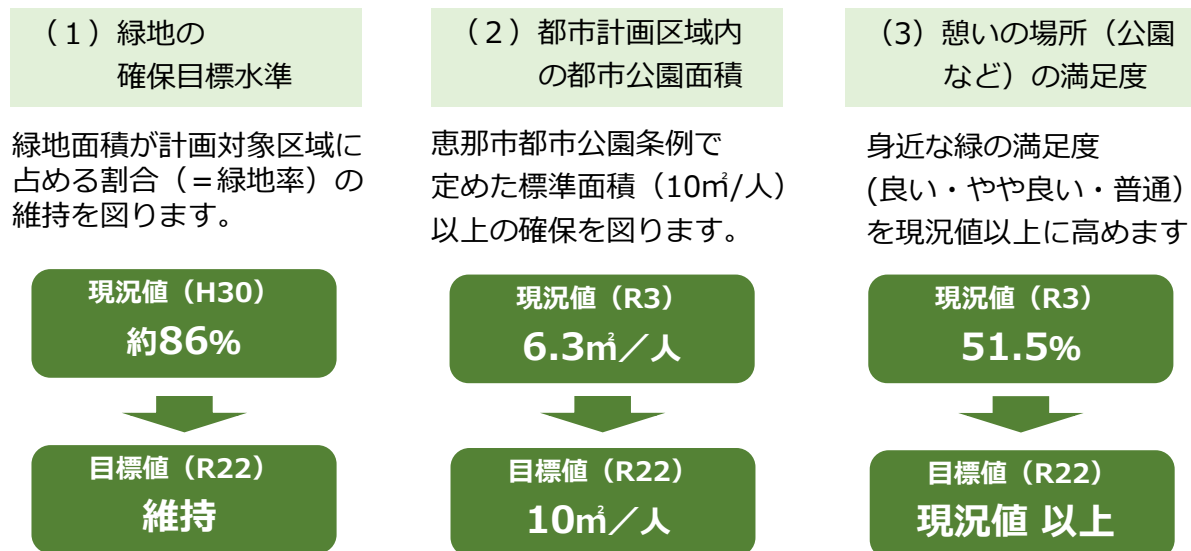 （１）緑地の
確保目標水準
緑地面積が計画対象区域に
占める割合（＝緑地率）の
維持を図ります。
現況値（H30）
約86%
目標値（R22）
維持
（２）都市計画区域内
の都市公園面積
恵那市都市公園条例で
定めた標準面積（10㎡/人）
以上の確保を図ります。
現況値（R3）
6.3㎡／人
目標値（R22）
10㎡／人
（3）憩いの場所（公園
など）の満足度
身近な緑の満足度
(良い・やや良い・普通）
を現況値以上に高めます
現況値（R3）
51.5%
目標値（R22）
現況値 以上